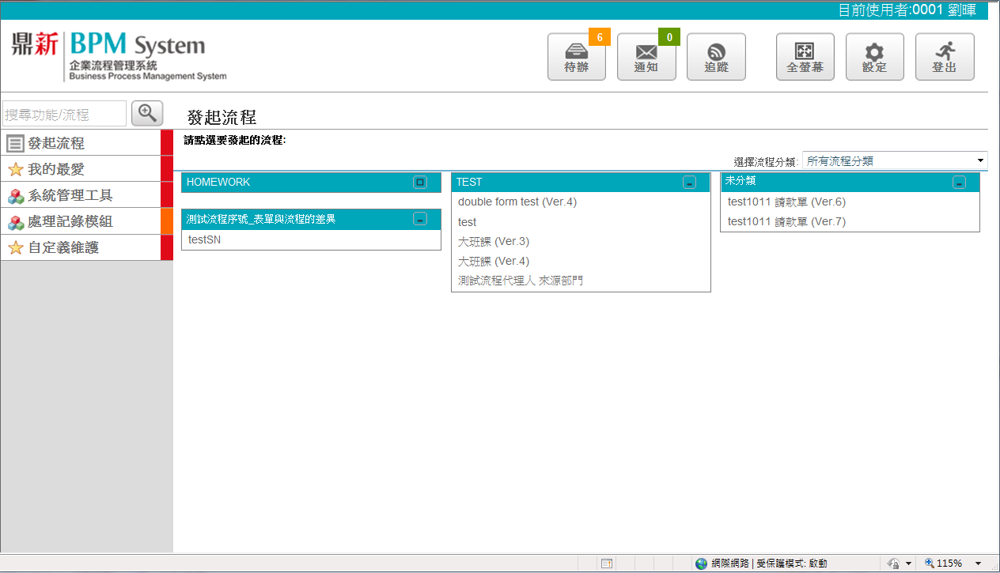 目前使用者:0001 劉暉
鼎新 BPM System
企業流程管理系統
Business Process Management System
6
0
待辦
通知
追蹤
全螢幕
設定
登出
搜尋功能/流程
發起流程
我的最愛
系統管理工具
處理記錄模組
自定義維護
發起流程
請點選要發起的流程:
選擇流程分類: 所有流程分類
HOMEWORK
測試流程序號_表單與流程的差異
testSN
TEST
double form test (Ver.4)
test
大班課 (Ver.3)
大班課 (Ver.4)
測試流程代理人 來源部門
未分類
test1011 請款單 (Ver.6)
test1011 請款單 (Ver.7)
網際網路 | 受保護模式: 啟動
115%